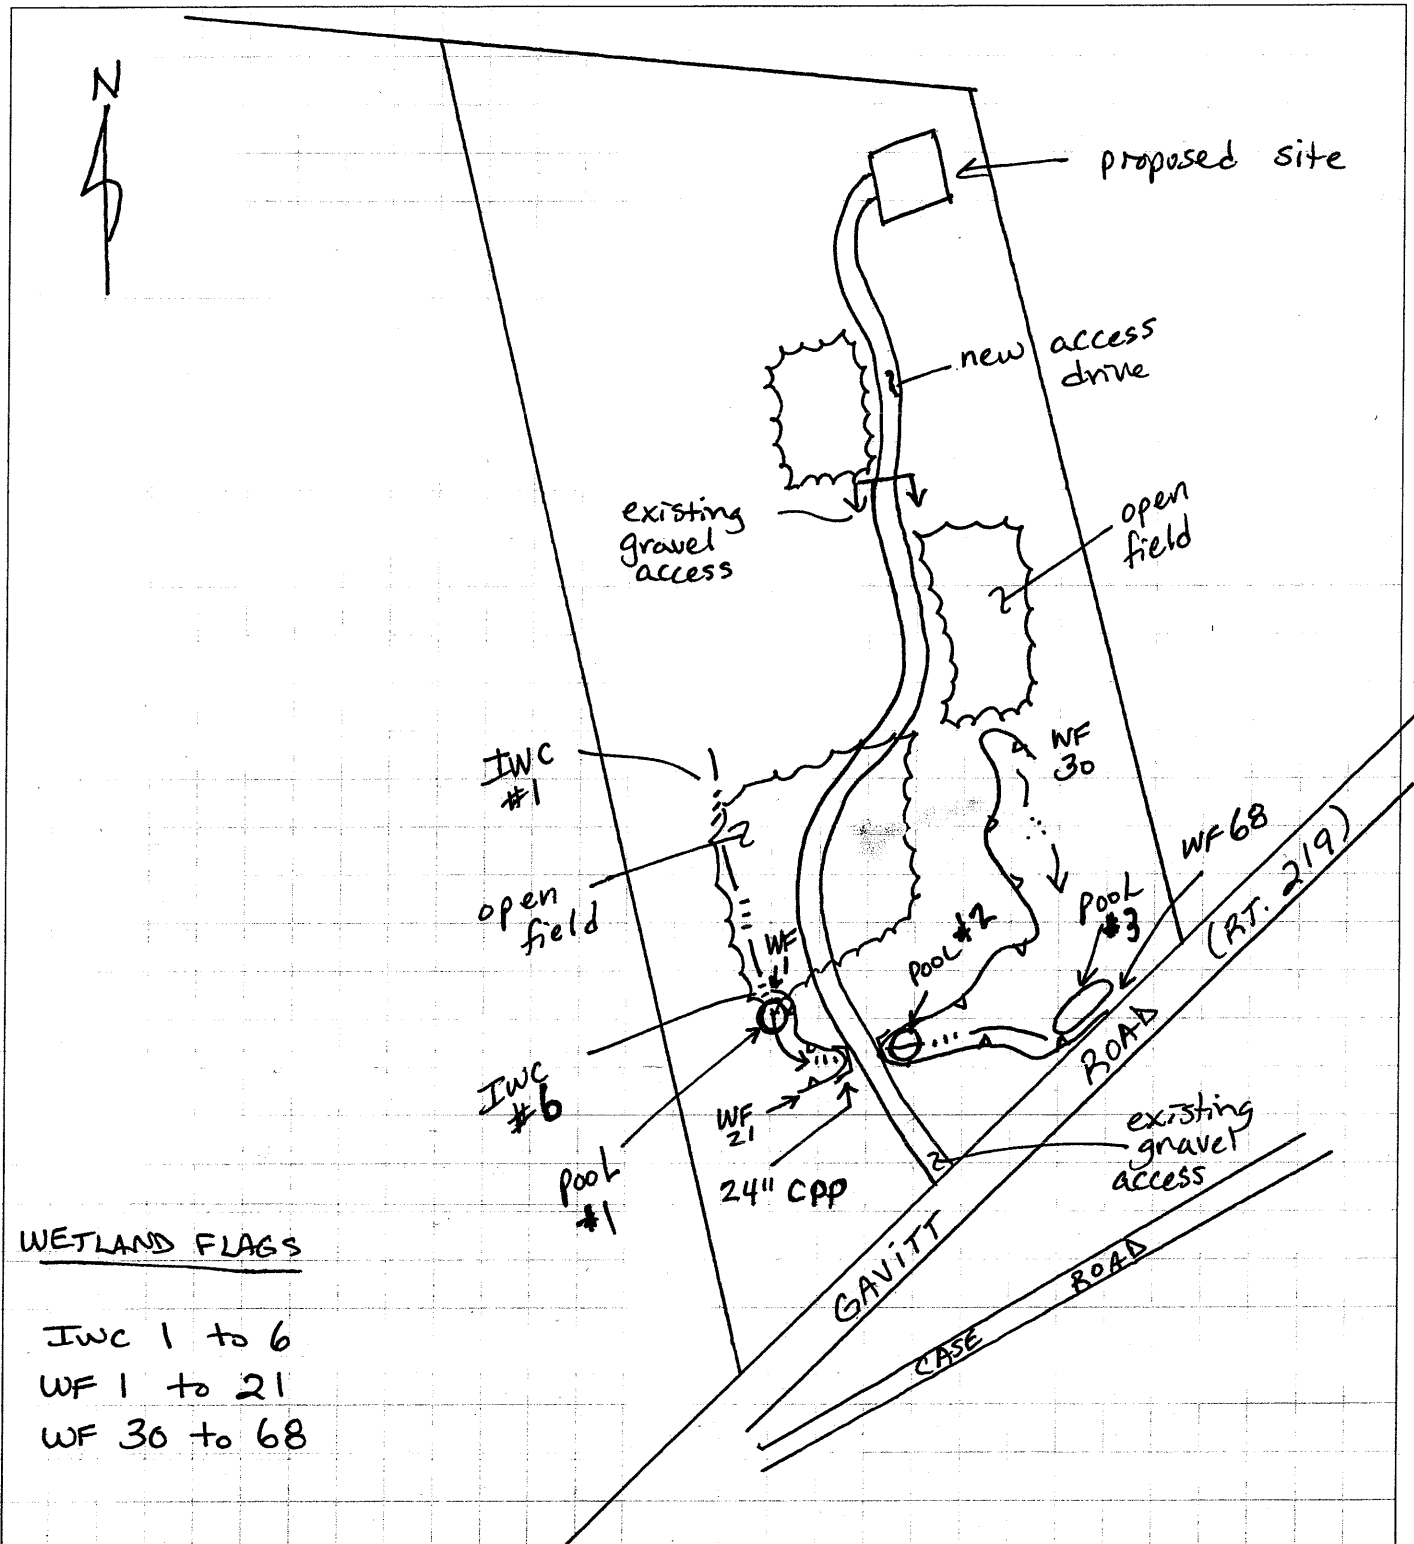 N
proposed site
new access
drive
existing
gravel
access
open
field
IWC
#1
WF
30
WF 68
(RT. 219)
open
field
WF
1
POOL #2
POOL
#3
IWC
#6
WF
21
ROAD
existing
gravel
access
POOL
#1
24" CPP
GAVITT
ROAD
CASE
WETLAND FLAGS
IWC 1 to 6
WF 1 to 21
WF 30 to 68